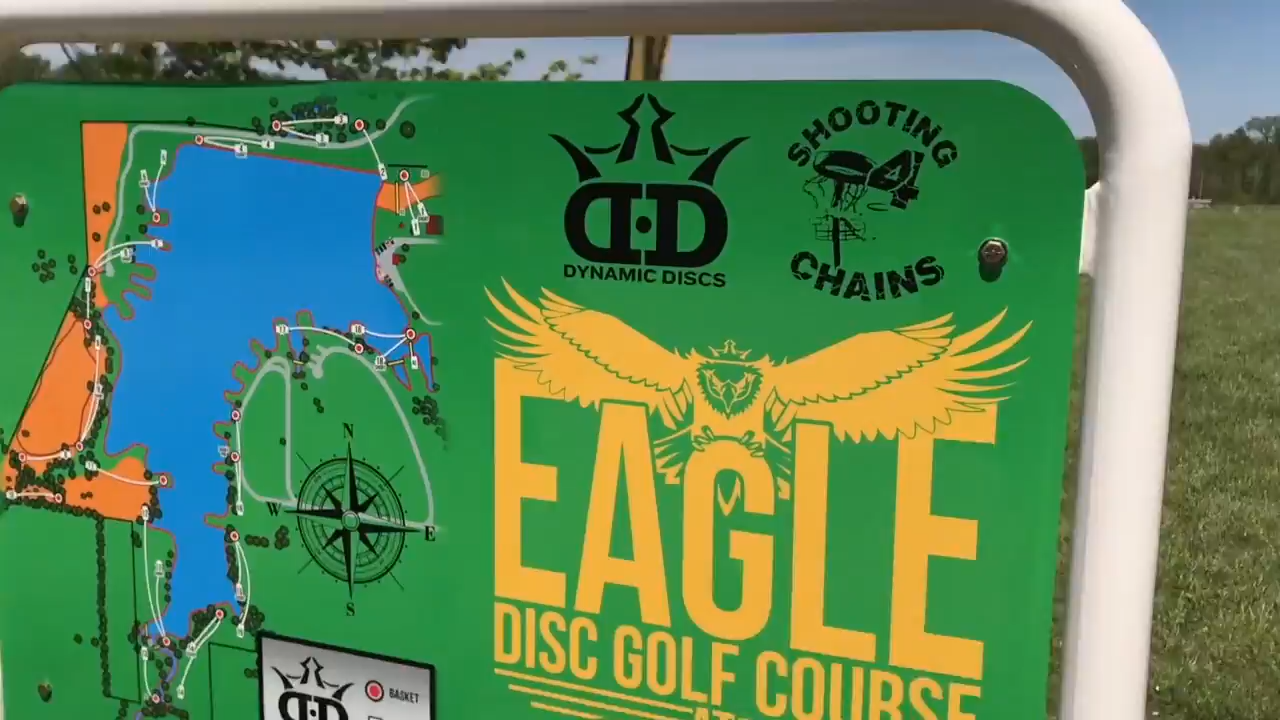 N
W
E
S
BASKET
DYNAMIC DISCS
SHOOTING
4
CHAINS
EAGLE
DISC GOLF COURSE